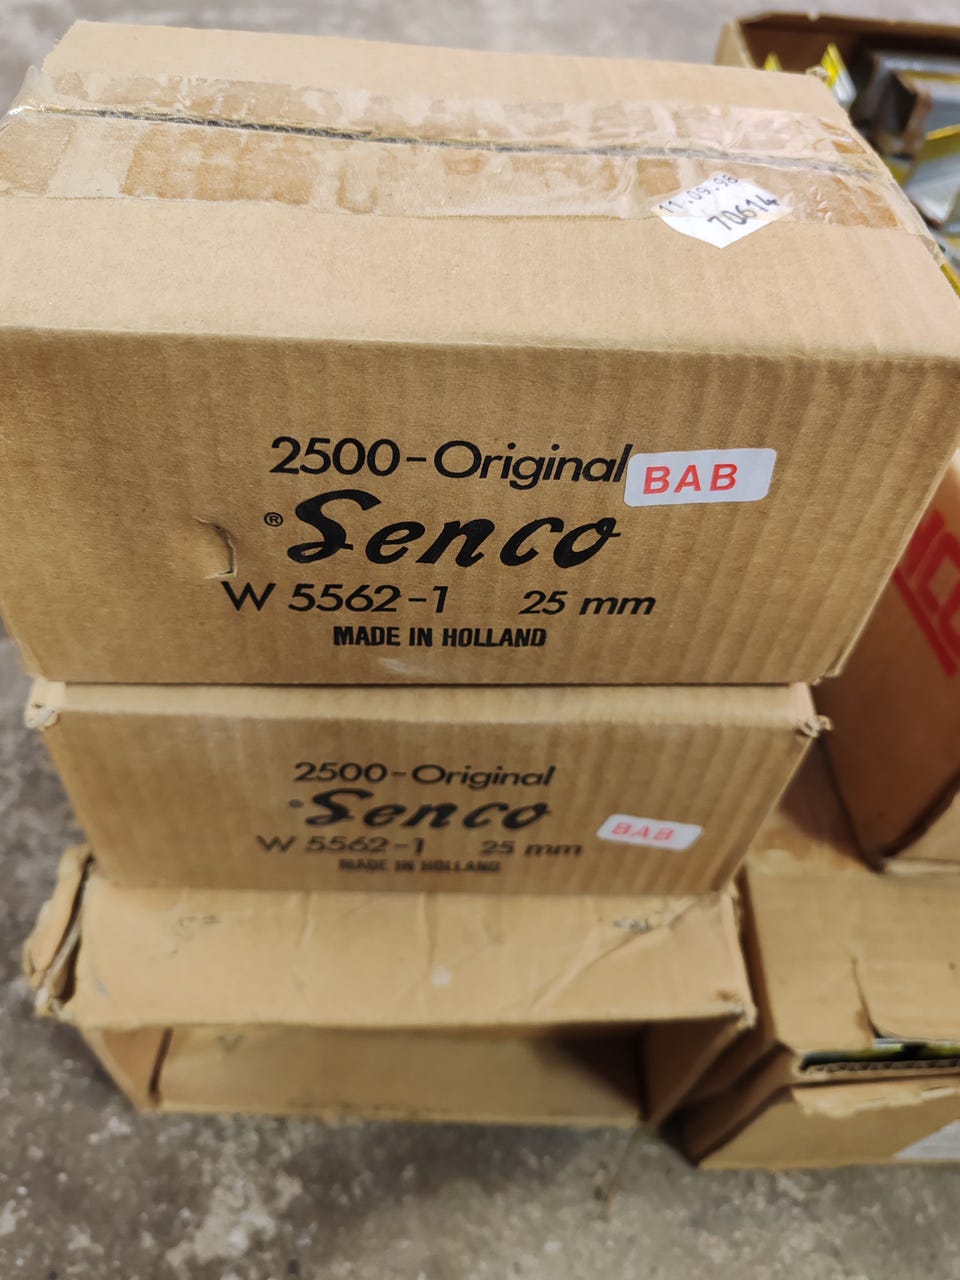 11.09.98
70614
2500-Original
BAB
® Senco
W 5562-1 25 mm
MADE IN HOLLAND
2500-Original
® Senco
BAB
W 5562-1 25 mm
MADE IN HOLLAND